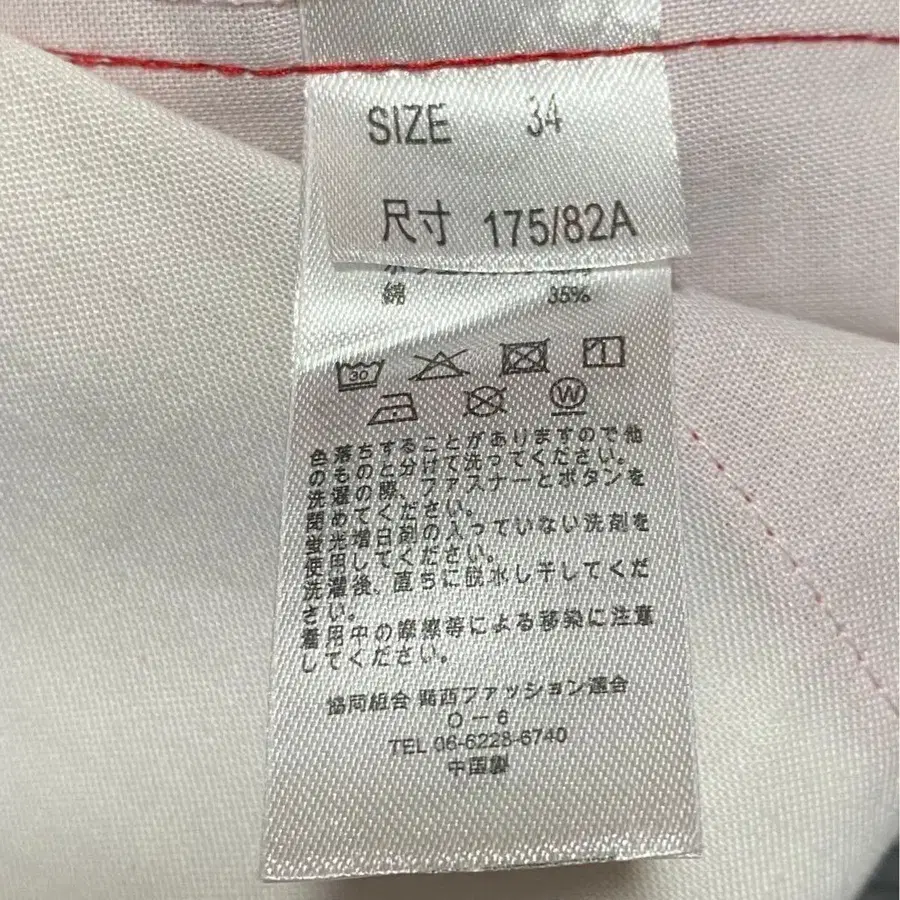 SIZE 34
尺寸 175/82A
綿 35%
30
W
色落ちすることがありますので他
のものと分けて洗ってください。
洗濯の際、ファスナーとボタンを
閉めてください。
蛍光増白剤の入っていない洗剤を
使用してください。
洗濯後、直ちに脱水し干してくだ
さい。
着用中の摩擦等による移染に注意
してください。
協同組合 関西ファッション連合
O-6
TEL 06-6228-6740
中国製